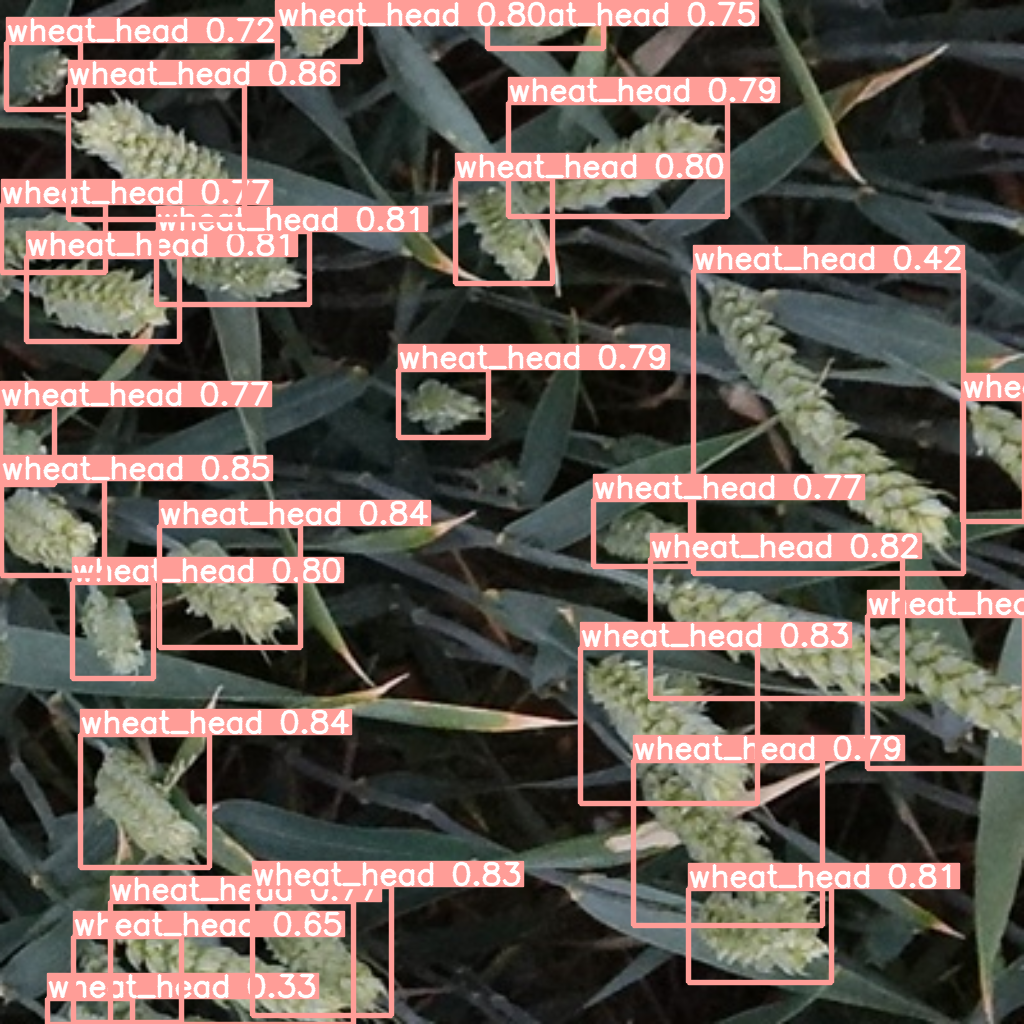 wheat_head 0.80
at_head 0.75
wheat_head 0.72
wheat_head 0.86
wheat_head 0.79
wheat_head 0.80
wheat_head 0.77
wheat_head 0.81
wheat_head 0.81
wheat_head 0.42
wheat_head 0.79
whe
wheat_head 0.77
wheat_head 0.85
wheat_head 0.77
wheat_head 0.84
wheat_head 0.82
wheat_head 0.80
wheat_head 0.83
wheat_head 0.84
wheat_head 0.79
wheat_head 0.83
wheat_head 0.81
wheat_head 0.77
wheat_head 0.65
wheat_head 0.33